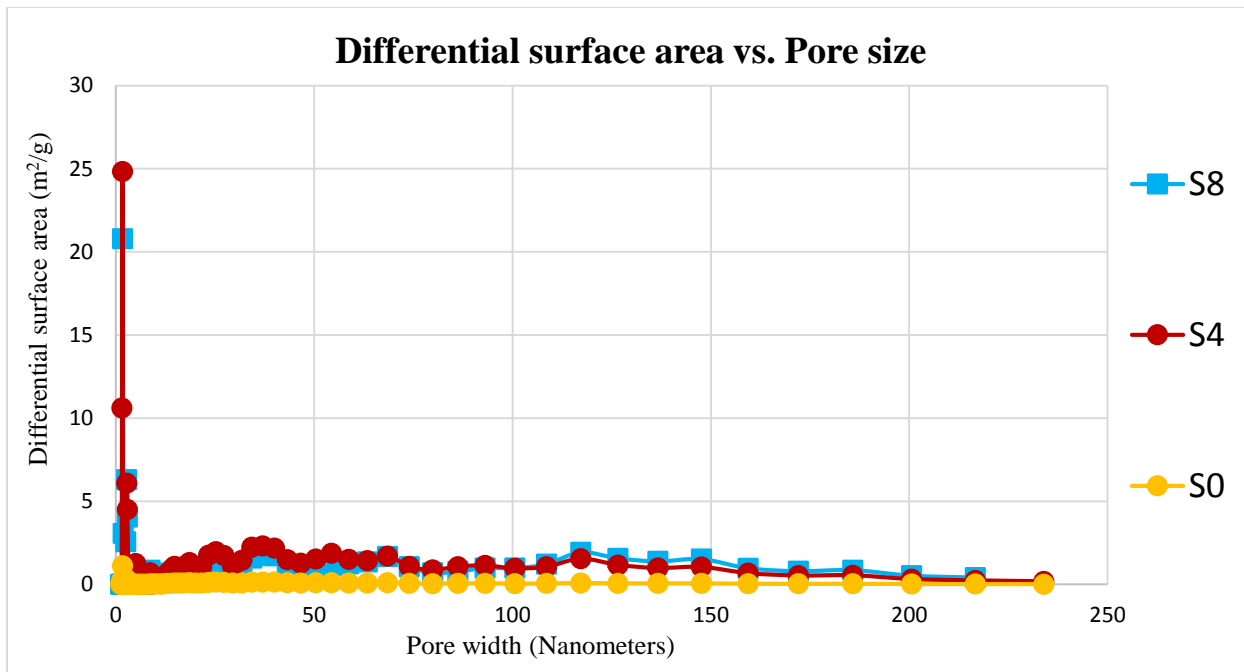 Differential surface area vs. Pore size
Differential surface area (m²/g)
30
25
20
15
10
5
0
0 50 100 150 200 250
Pore width (Nanometers)
S8
S4
S0